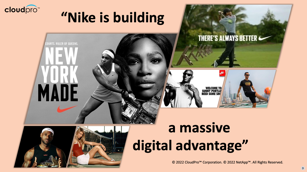 cloudpro
"Nike is building
THERE'S ALWAYS BETTER
NEW
YORK
MADE
a massive
digital advantage"
© 2022 CloudPro™ Corporation. © 2022 NetApp™. All Rights Reserved.